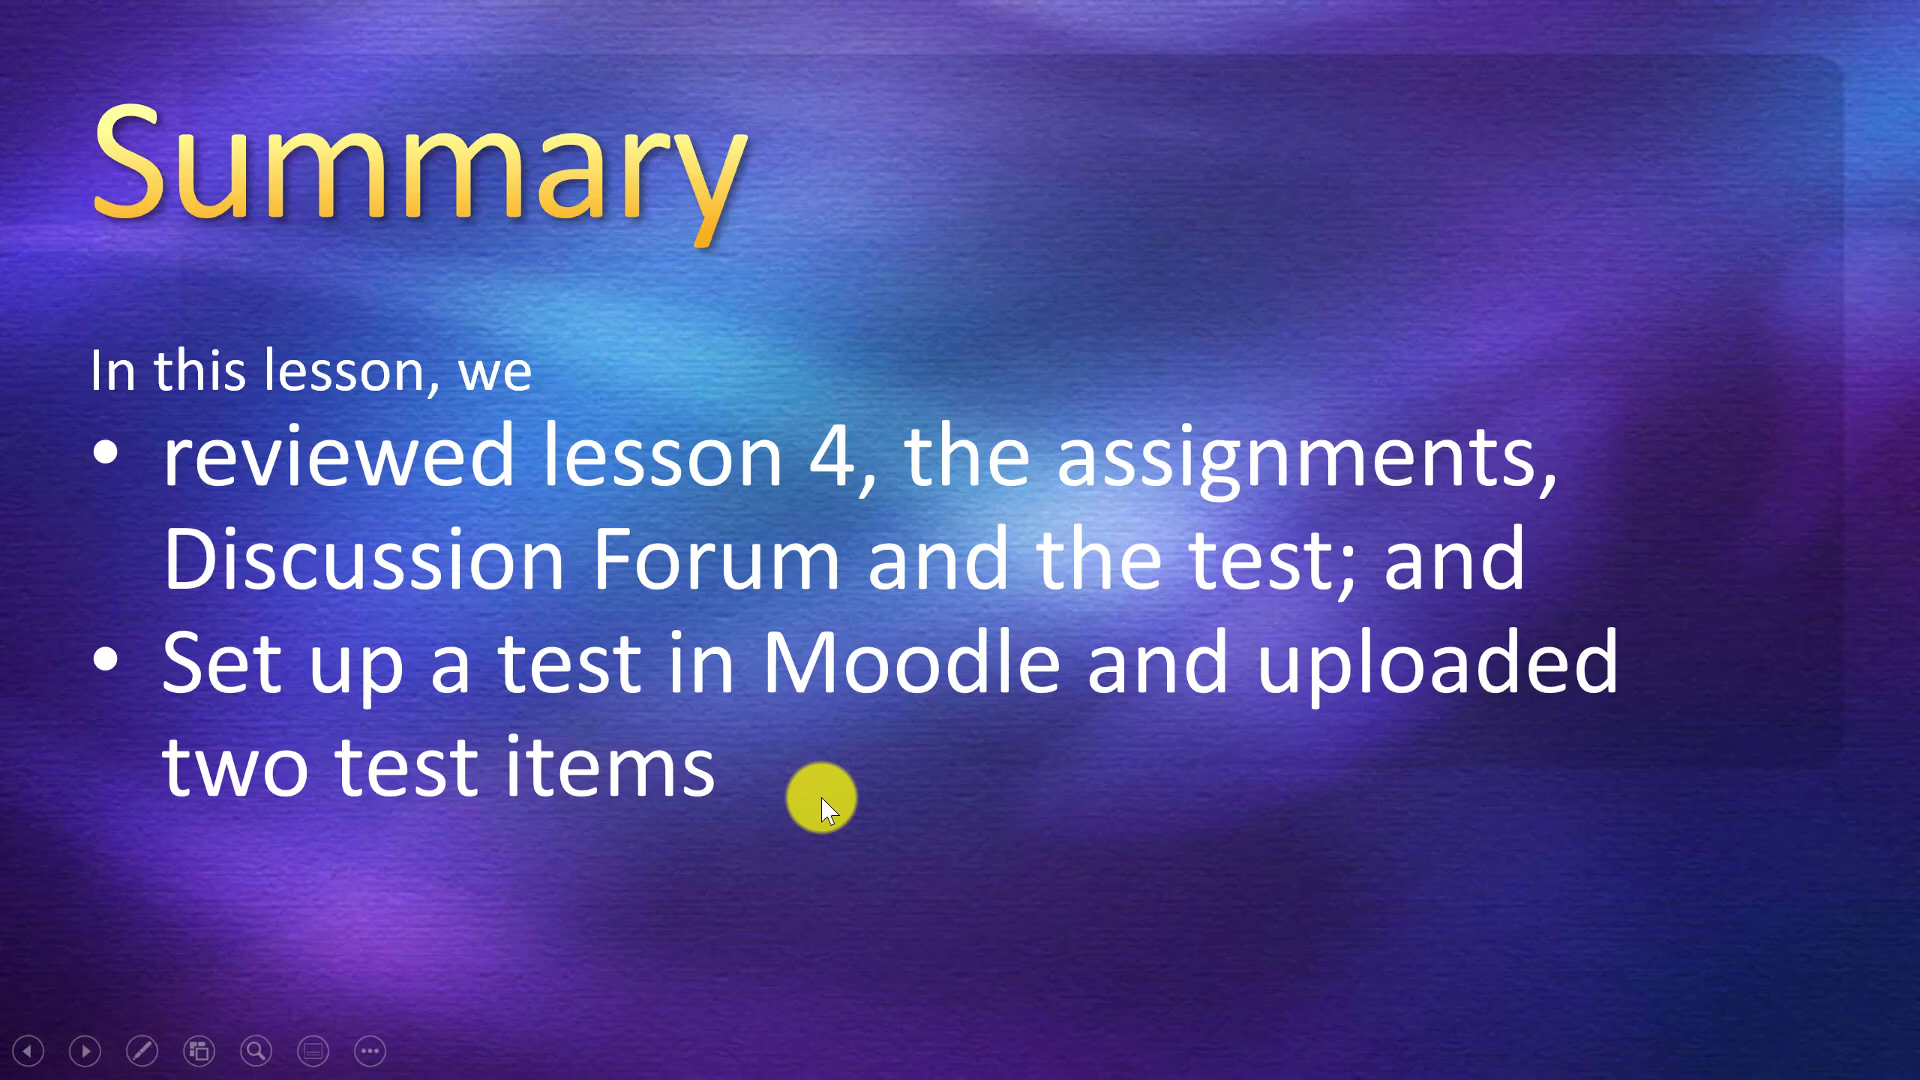 Summary
In this lesson, we
• reviewed lesson 4, the assignments,
Discussion Forum and the test; and
• Set up a test in Moodle and uploaded
two test items